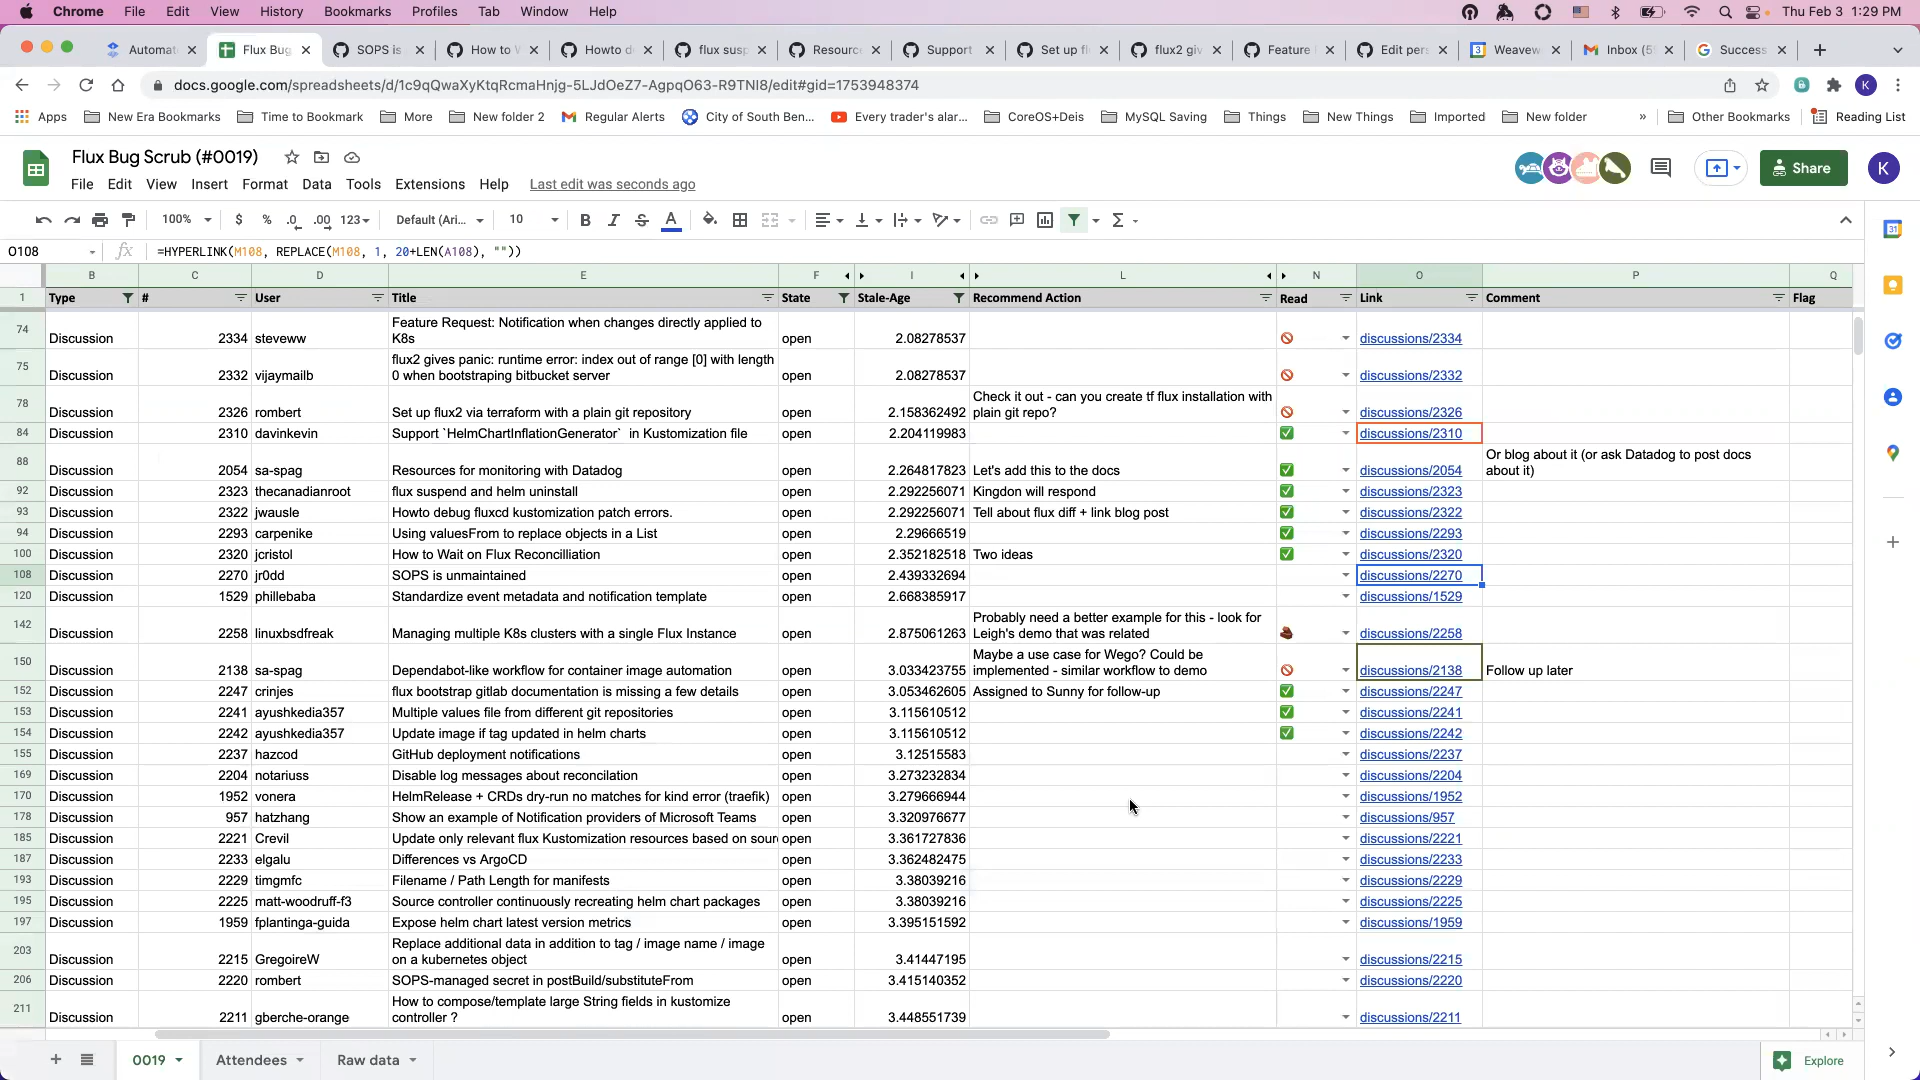 Chrome File Edit View History Bookmarks Profiles Tab Window Help Thu Feb 3 1:29 PM
Automat Flux Bug SOPS is How to W Howto d flux susp Resourc Support Set up fl flux2 giv Feature Edit pers Weavew Inbox (5 Success
docs.google.com/spreadsheets/d/1c9qQwaXyKtqRcmaHnjg-5LJdOeZ7-AgpqO63-R9TNI8/edit#gid=1753948374 K
Apps New Era Bookmarks Time to Bookmark More New folder 2 Regular Alerts City of South Ben... Every trader's alar... CoreOS+Deis MySQL Saving Things New Things Imported New folder » Other Bookmarks Reading List
Flux Bug Scrub (#0019) Share K
File Edit View Insert Format Data Tools Extensions Help Last edit was seconds ago
100% $ % .0 .00 123 Default (Ari... 10 B I S A Σ
O108 fx =HYPERLINK(M108, REPLACE(M108, 1, 20+LEN(A108), ""))
B C D E F I L N O P Q
1 Type # User Title State Stale-Age Recommend Action Read Link Comment Flag
74 Discussion 2334 steveww Feature Request: Notification when changes directly applied to K8s open 2.08278537 discussions/2334
75 Discussion 2332 vijaymailb flux2 gives panic: runtime error: index out of range [0] with length 0 when bootstraping bitbucket server open 2.08278537 discussions/2332
78 Discussion 2326 rombert Set up flux2 via terraform with a plain git repository open 2.158362492 Check it out - can you create tf flux installation with plain git repo? discussions/2326
84 Discussion 2310 davinkevin Support `HelmChartInflationGenerator` in Kustomization file open 2.204119983 discussions/2310
88 Discussion 2054 sa-spag Resources for monitoring with Datadog open 2.264817823 Let's add this to the docs discussions/2054 Or blog about it (or ask Datadog to post docs about it)
92 Discussion 2323 thecanadianroot flux suspend and helm uninstall open 2.292256071 Kingdon will respond discussions/2323
93 Discussion 2322 jwausle Howto debug fluxcd kustomization patch errors. open 2.292256071 Tell about flux diff + link blog post discussions/2322
94 Discussion 2293 carpenike Using valuesFrom to replace objects in a List open 2.29666519 discussions/2293
100 Discussion 2320 jcristol How to Wait on Flux Reconcilliation open 2.352182518 Two ideas discussions/2320
108 Discussion 2270 jr0dd SOPS is unmaintained open 2.439332694 discussions/2270
120 Discussion 1529 phillebaba Standardize event metadata and notification template open 2.668385917 discussions/1529
142 Discussion 2258 linuxbsdfreak Managing multiple K8s clusters with a single Flux Instance open 2.875061263 Probably need a better example for this - look for Leigh's demo that was related discussions/2258
150 Discussion 2138 sa-spag Dependabot-like workflow for container image automation open 3.033423755 Maybe a use case for Wego? Could be implemented - similar workflow to demo discussions/2138 Follow up later
152 Discussion 2247 crinjes flux bootstrap gitlab documentation is missing a few details open 3.053462605 Assigned to Sunny for follow-up discussions/2247
153 Discussion 2241 ayushkedia357 Multiple values file from different git repositories open 3.115610512 discussions/2241
154 Discussion 2242 ayushkedia357 Update image if tag updated in helm charts open 3.115610512 discussions/2242
155 Discussion 2237 hazcod GitHub deployment notifications open 3.12515583 discussions/2237
169 Discussion 2204 notariuss Disable log messages about reconcilation open 3.273232834 discussions/2204
170 Discussion 1952 vonera HelmRelease + CRDs dry-run no matches for kind error (traefik) open 3.279666944 discussions/1952
178 Discussion 957 hatzhang Show an example of Notification providers of Microsoft Teams open 3.320976677 discussions/957
185 Discussion 2221 Crevil Update only relevant flux Kustomization resources based on sour open 3.361727836 discussions/2221
187 Discussion 2233 elgalu Differences vs ArgoCD open 3.362482475 discussions/2233
193 Discussion 2229 timgmfc Filename / Path Length for manifests open 3.38039216 discussions/2229
195 Discussion 2225 matt-woodruff-f3 Source controller continuously recreating helm chart packages open 3.38039216 discussions/2225
197 Discussion 1959 fplantinga-guida Expose helm chart latest version metrics open 3.395151592 discussions/1959
203 Discussion 2215 GregoireW Replace additional data in addition to tag / image name / image on a kubernetes object open 3.41447195 discussions/2215
206 Discussion 2220 rombert SOPS-managed secret in postBuild/substituteFrom open 3.415140352 discussions/2220
211 Discussion 2211 gberche-orange How to compose/template large String fields in kustomize controller ? open 3.448551739 discussions/2211
0019 Attendees Raw data Explore